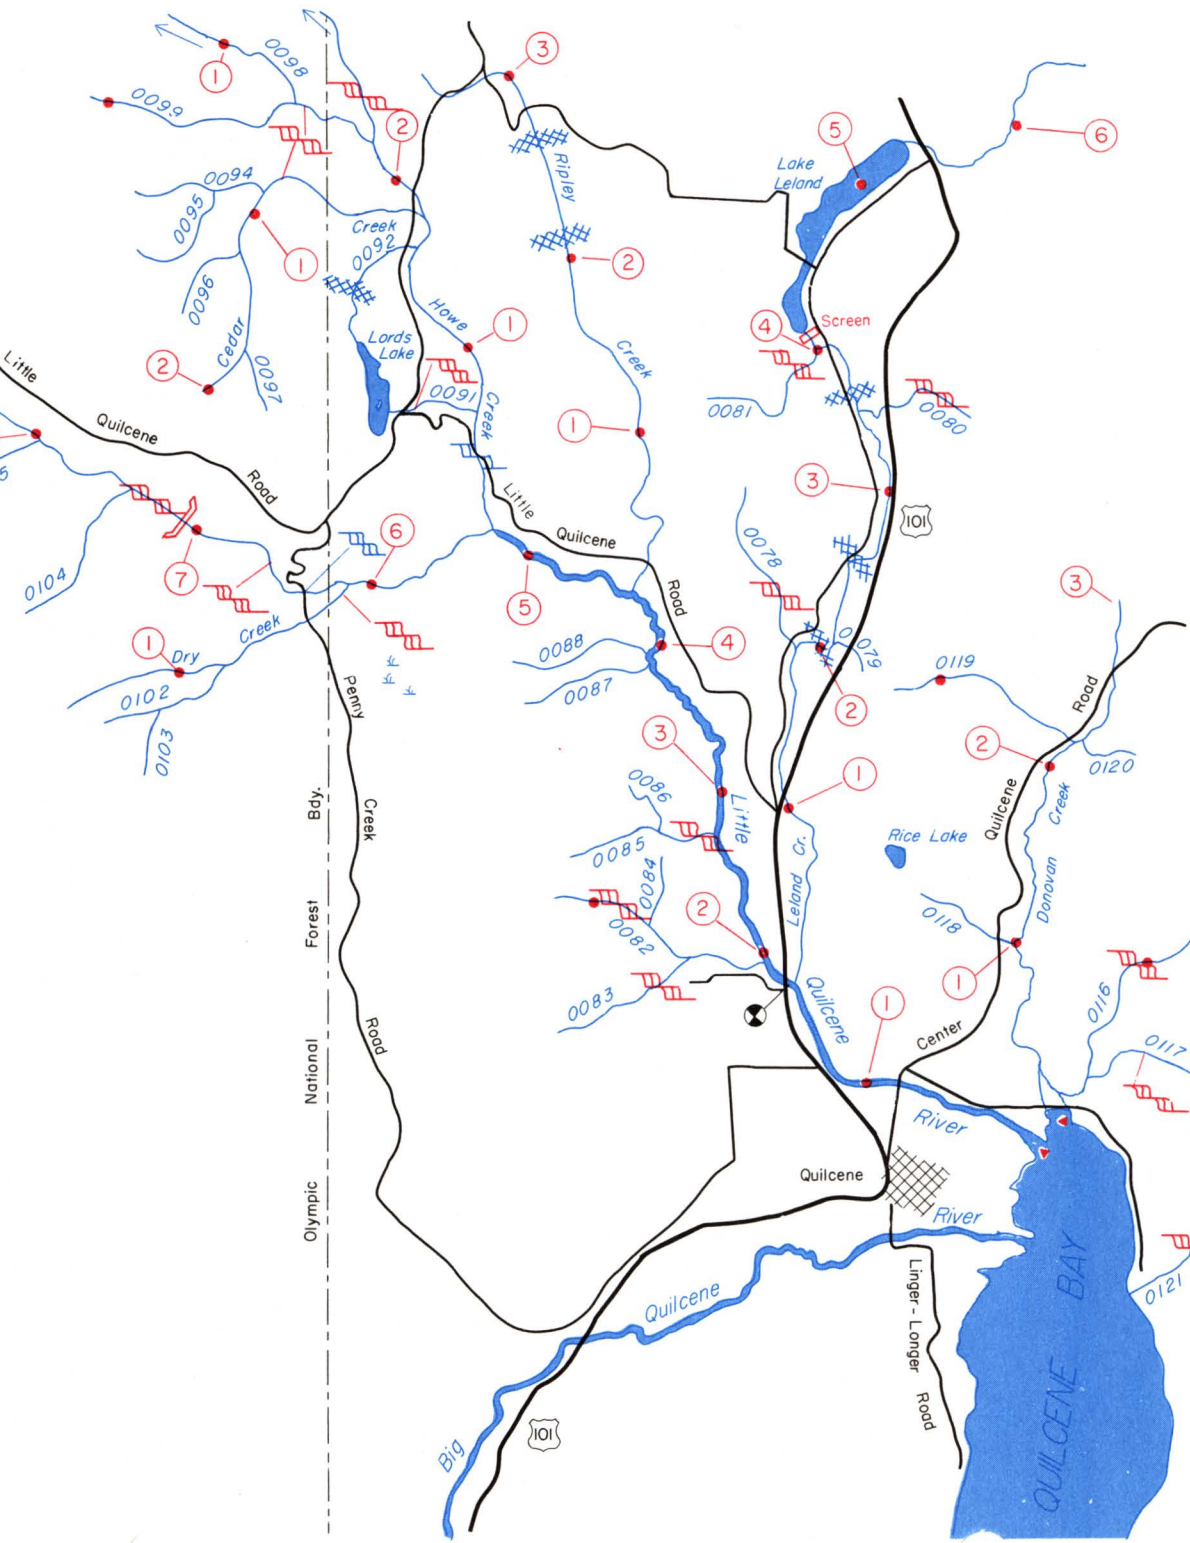 0098
1
3
0099
2
5
6
Ripley
Lake
Leland
0094
0095
Creek
0092
1
2
0096
Howe
1
Screen
4
Lords
Lake
Cedar
Creek
2
0097
0091
Creek
0081
0080
Little
Quilcene
Road
1
3
101
Little
Quilcene
Road
5
0104
7
6
5
0078
3
Creek
1
Dry
0102
0103
0088
0087
4
0079
2
0119
Road
0120
2
Penny
Creek
Road
3
0086
Little
1
Rice Lake
Quilcene
Creek
Donovan
Bdy.
Forest
National
Olympic
0085
0084
0082
0083
2
Leland Cr.
0118
1
0116
0117
Quilcene
1
Center
River
Quilcene
River
Quilcene
Big
101
Linger-Longer Road
QUILCENE BAY
0121